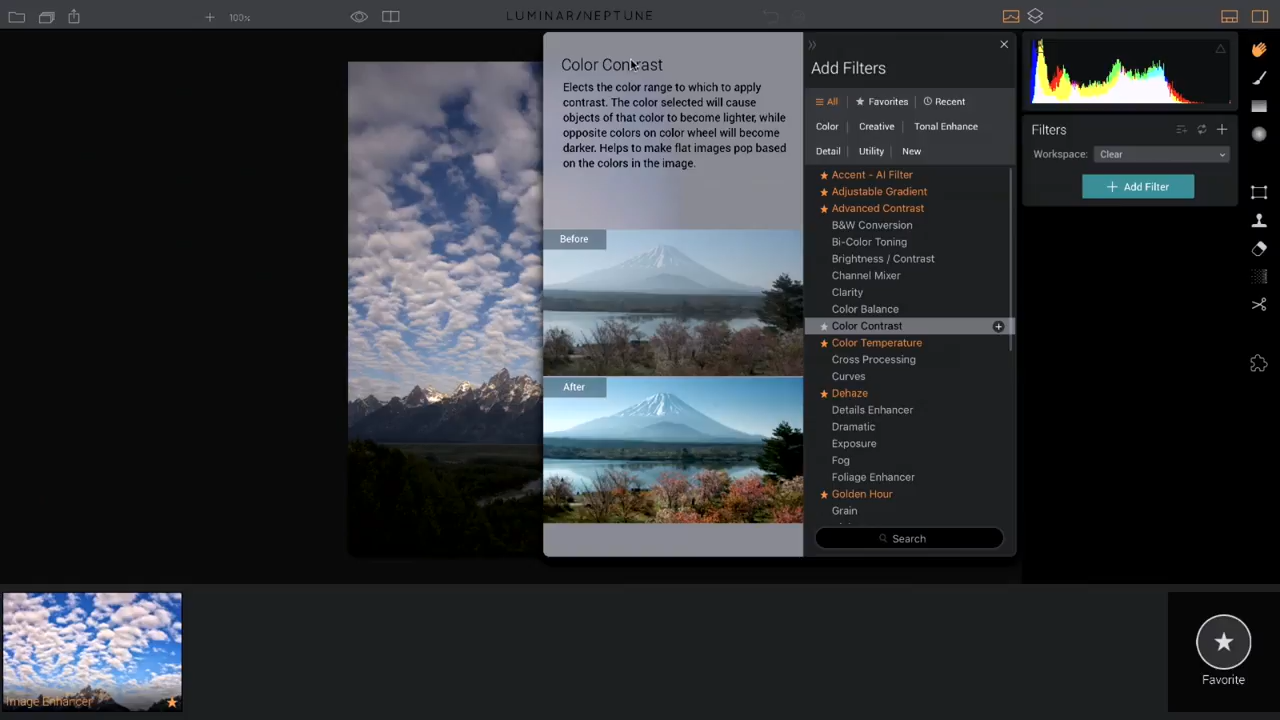 100%
LUMINAR/NEPTUNE
Color Contrast
Elects the color range to which to apply
contrast. The color selected will cause
objects of that color to become lighter, while
opposite colors on color wheel will become
darker. Helps to make flat images pop based
on the colors in the image.
Before
After
Add Filters
All Favorites Recent
Color Creative Tonal Enhance
Detail Utility New
Accent - AI Filter
Adjustable Gradient
Advanced Contrast
B&W Conversion
Bi-Color Toning
Brightness / Contrast
Channel Mixer
Clarity
Color Balance
Color Contrast
Color Temperature
Cross Processing
Curves
Dehaze
Details Enhancer
Dramatic
Exposure
Fog
Foliage Enhancer
Golden Hour
Grain
Search
Filters
Workspace: Clear
Add Filter
Image Enhancer
Favorite